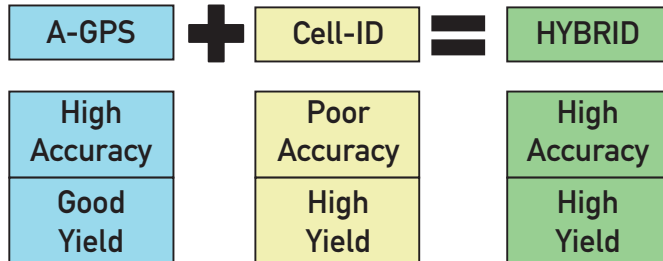 A-GPS + Cell-ID = HYBRID
High Poor High
Accuracy Accuracy Accuracy
Good High High
Yield Yield Yield